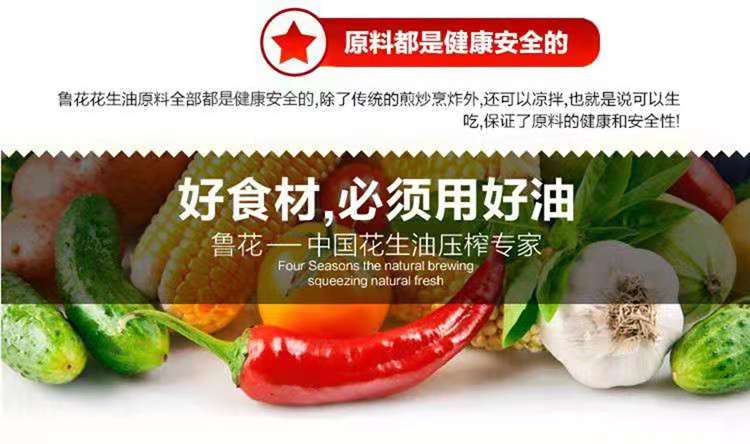 原料都是健康安全的
鲁花花生油原料全部都是健康安全的,除了传统的煎炒烹炸外,还可以凉拌,也就是说可以生
吃,保证了原料的健康和安全性!
好食材,必须用好油
鲁花——中国花生油压榨专家
Four Seasons the natural brewing
squeezing natural fresh